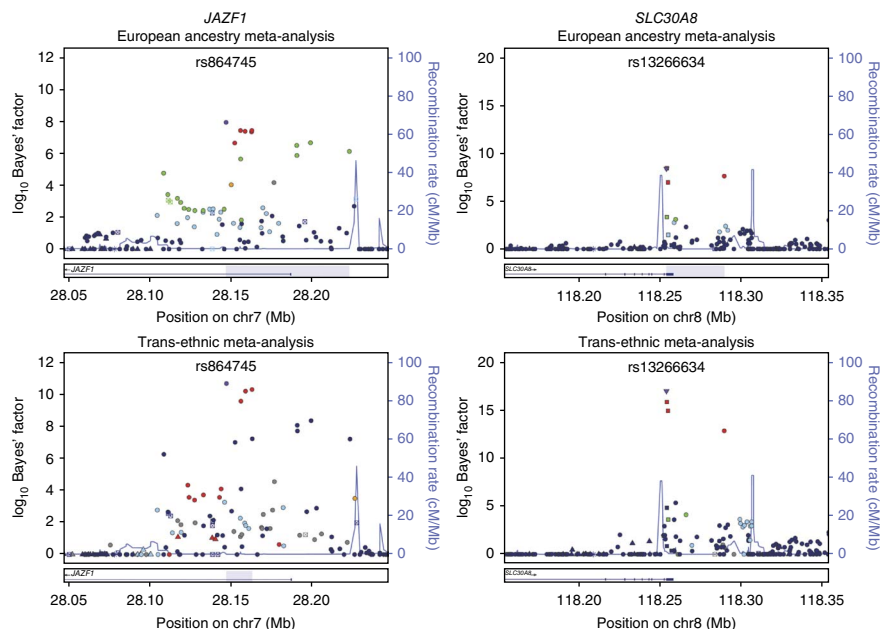 JAZF1
European ancestry meta-analysis
rs864745
12
10
8
6
4
2
0
log10 Bayes' factor
100
80
60
40
20
0
Recombination rate (cM/Mb)
JAZF1
28.05 28.10 28.15 28.20
Position on chr7 (Mb)
SLC30A8
European ancestry meta-analysis
rs13266634
20
15
10
5
0
log10 Bayes' factor
100
80
60
40
20
0
Recombination rate (cM/Mb)
SLC30A8
118.20 118.25 118.30 118.35
Position on chr8 (Mb)
Trans-ethnic meta-analysis
rs864745
12
10
8
6
4
2
0
log10 Bayes' factor
100
80
60
40
20
0
Recombination rate (cM/Mb)
JAZF1
28.05 28.10 28.15 28.20
Position on chr7 (Mb)
Trans-ethnic meta-analysis
rs13266634
20
15
10
5
0
log10 Bayes' factor
100
80
60
40
20
0
Recombination rate (cM/Mb)
SLC30A8
118.20 118.25 118.30 118.35
Position on chr8 (Mb)